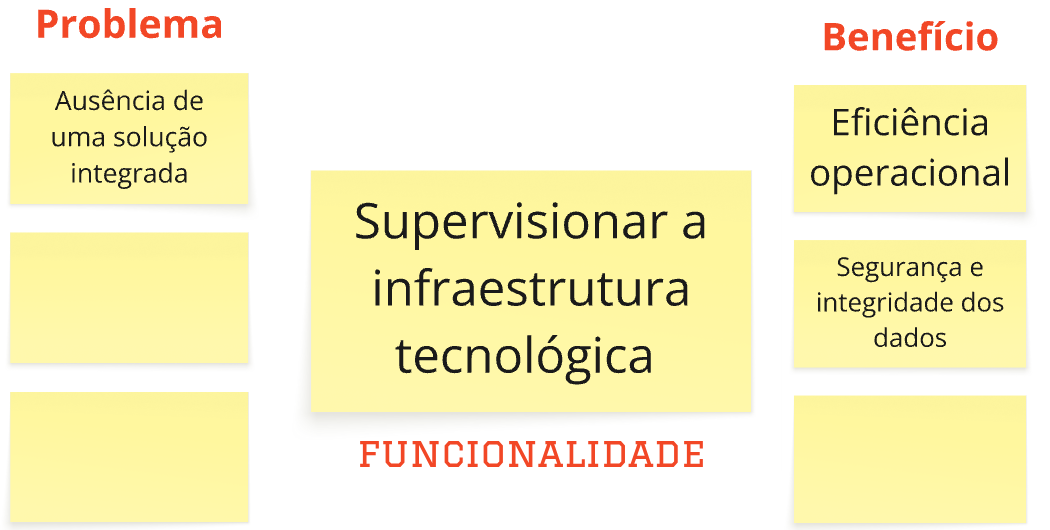 Problema
Ausência de
uma solução
integrada
Supervisionar a
infraestrutura
tecnológica
FUNCIONALIDADE
Benefício
Eficiência
operacional
Segurança e
integridade dos
dados